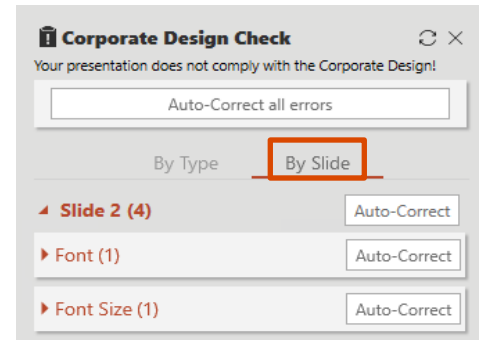 Corporate Design Check
Your presentation does not comply with the Corporate Design!
Auto-Correct all errors
By Type By Slide
Slide 2 (4) Auto-Correct
Font (1) Auto-Correct
Font Size (1) Auto-Correct